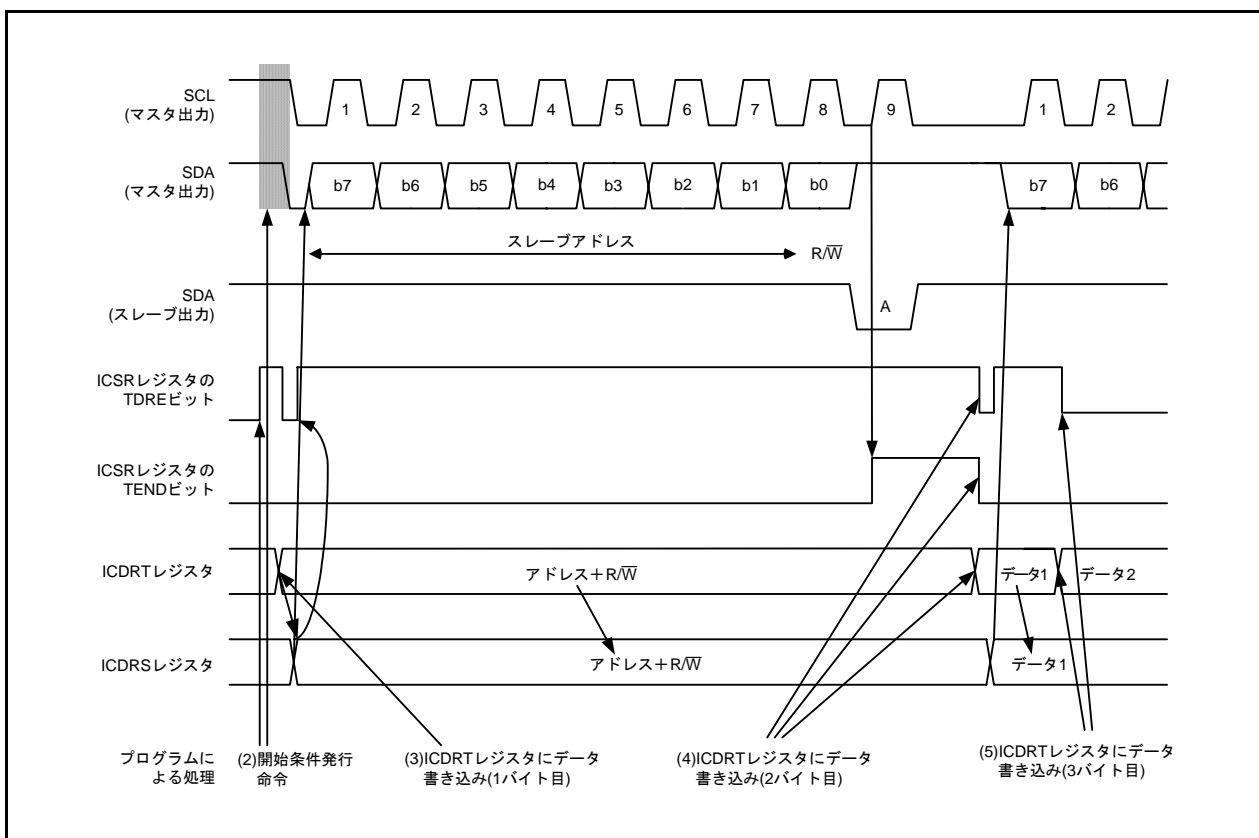 SCL
(マスタ出力)
1 2 3 4 5 6 7 8 9 1 2
SDA
(マスタ出力)
b7 b6 b5 b4 b3 b2 b1 b0 b7 b6
スレーブアドレス R/W̅
SDA
(スレーブ出力)
A
ICSRレジスタの
TDREビット
ICSRレジスタの
TENDビット
ICDRTレジスタ
アドレス+R/W̅ データ1 データ2
ICDRSレジスタ
アドレス+R/W̅ データ1
プログラムに
よる処理
(2)開始条件発行
命令
(3)ICDRTレジスタにデータ
書き込み(1バイト目)
(4)ICDRTレジスタにデータ
書き込み(2バイト目)
(5)ICDRTレジスタにデータ
書き込み(3バイト目)